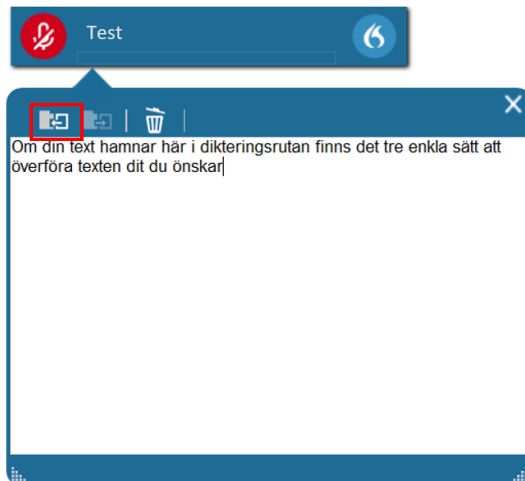 Test
Om din text hamnar här i dikteringsrutan finns det tre enkla sätt att
överföra texten dit du önskar